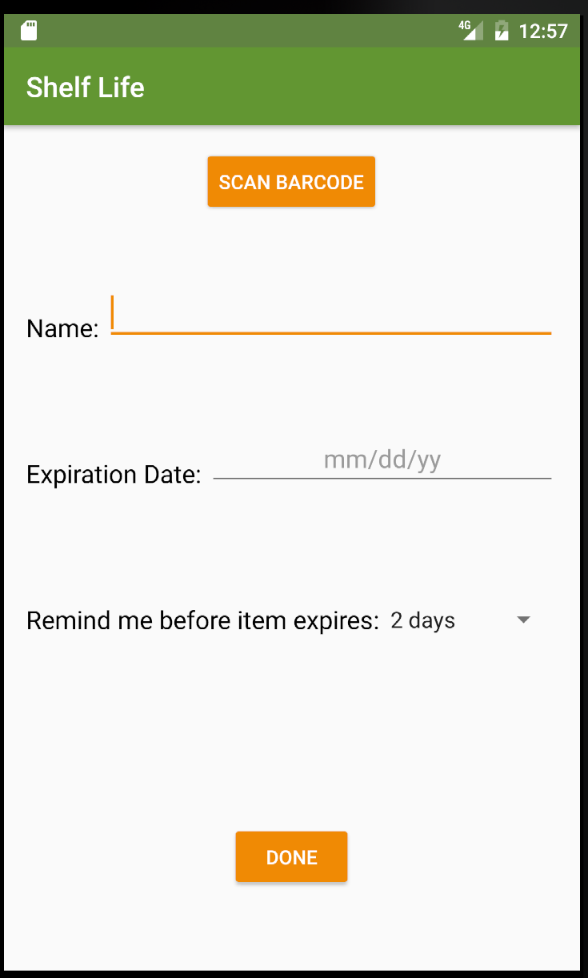 4G 12:57
Shelf Life
SCAN BARCODE
Name:
mm/dd/yy
Expiration Date:
Remind me before item expires: 2 days
DONE